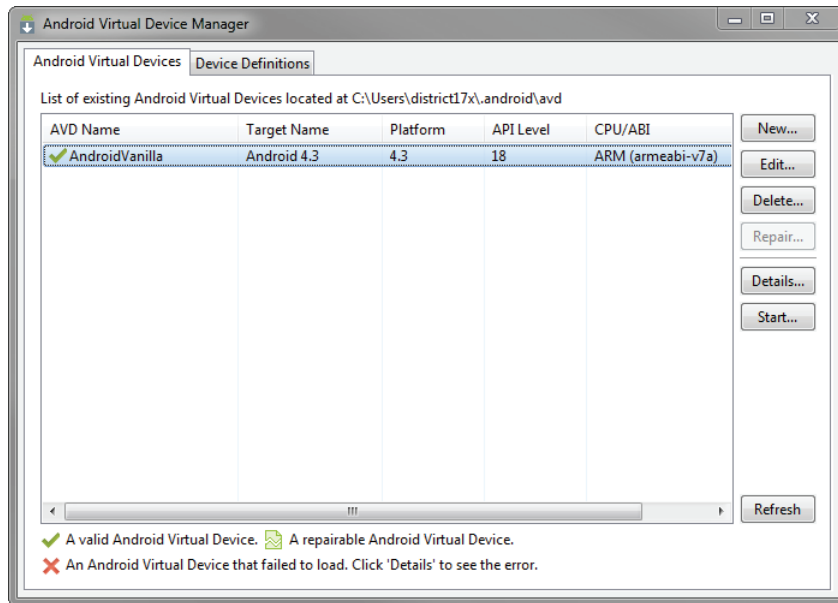 Android Virtual Device Manager
Android Virtual Devices Device Definitions
List of existing Android Virtual Devices located at C:\Users\district17x\.android\avd
AVD Name Target Name Platform API Level CPU/ABI
AndroidVanilla Android 4.3 4.3 18 ARM (armeabi-v7a)
New...
Edit...
Delete...
Repair...
Details...
Start...
Refresh
A valid Android Virtual Device. A repairable Android Virtual Device.
An Android Virtual Device that failed to load. Click 'Details' to see the error.